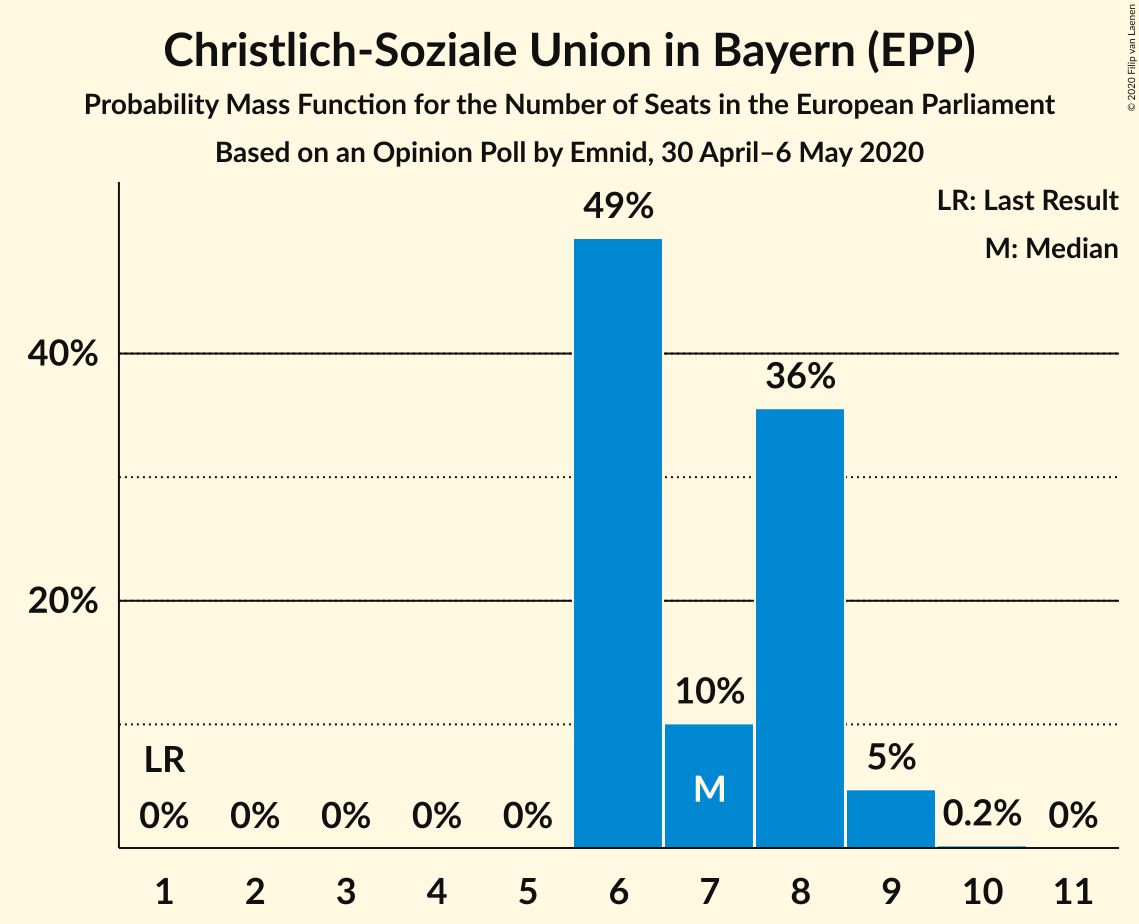 Christlich-Soziale Union in Bayern (EPP)
Probability Mass Function for the Number of Seats in the European Parliament
Based on an Opinion Poll by Emnid, 30 April–6 May 2020
© 2020 Filip van Laenen
LR: Last Result
M: Median
49%
40%
36%
20%
10%
LR
M
5%
0% 0% 0% 0% 0% 0.2% 0%
1 2 3 4 5 6 7 8 9 10 11